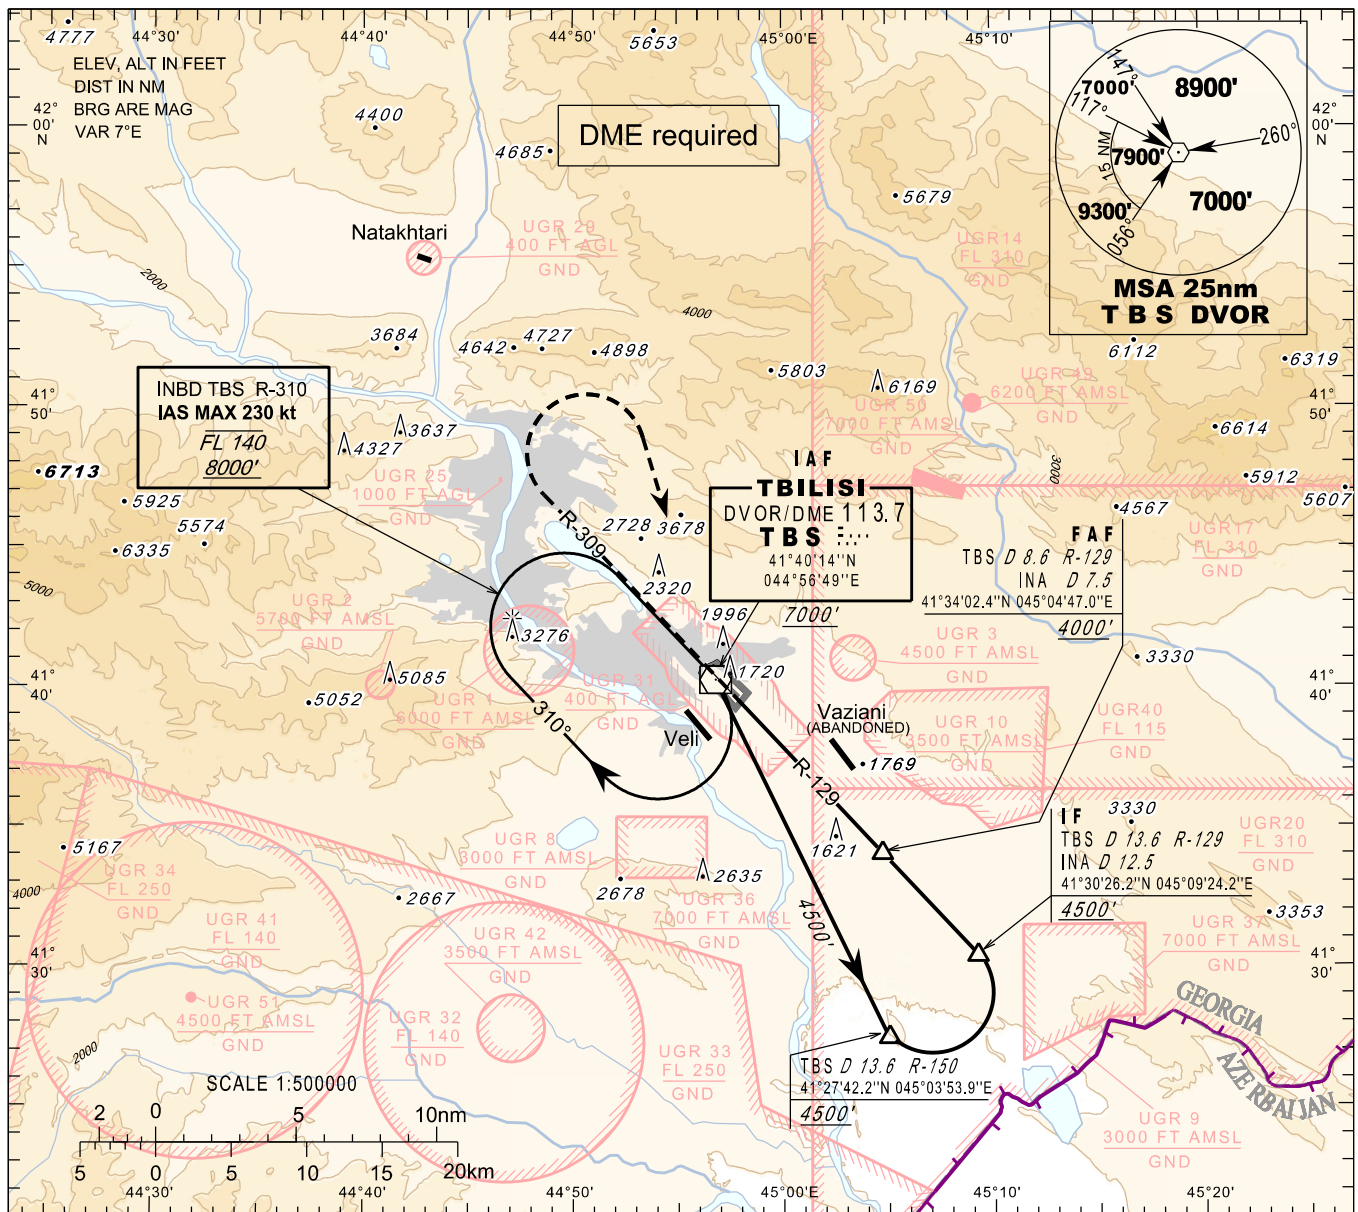 4777
44°30'
44°40'
44°50'
45°00'E
45°10'
5653
ELEV, ALT IN FEET
DIST IN NM
BRG ARE MAG
VAR 7°E
42°
00'
N
4400
4685
DME required
5679
147°
7000'
8900'
117°
260°
15 NM
7900'
7000'
9300'
056°
MSA 25nm
TBS DVOR
42°
00'
N
Natakhtari
UGR 29
400 FT AGL
GND
UGR14
FL 310
GND
2000
4000
3684
4642
4727
4898
5803
6169
6112
6319
UGR 49
6200 FT AMSL
GND
UGR 50
7000 FT AMSL
GND
INBD TBS R-310
IAS MAX 230 kt
FL 140
8000'
41°
50'
41°
50'
3637
4327
6614
6713
5925
5574
6335
5912
5607
3000
4567
UGR 25
1000 FT AGL
GND
UGR17
FL 310
GND
IAF
TBILISI
DVOR/DME 113.7
TBS
41°40'14''N
044°56'49''E
7000'
R-309
2728
3678
2320
1996
1720
FAF
TBS D 8.6 R-129
INA D 7.5
41°34'02.4''N 045°04'47.0''E
4000'
5000
UGR 2
5700 FT AMSL
GND
3276
5085
5052
UGR 1
6000 FT AMSL
GND
UGR 31
400 FT AGL
GND
UGR 3
4500 FT AMSL
GND
3330
41°
40'
41°
40'
310°
Veli
Vaziani
(ABANDONED)
1769
UGR 10
3500 FT AMSL
GND
UGR40
FL 115
GND
R-129
1621
3330
IF
TBS D 13.6 R-129
INA D 12.5
41°30'26.2''N 045°09'24.2''E
4500'
UGR20
FL 310
GND
UGR 8
3000 FT AMSL
GND
2678
2635
UGR 36
7000 FT AMSL
GND
5167
UGR 34
FL 250
GND
4000
2667
UGR 41
FL 140
GND
UGR 42
3500 FT AMSL
GND
4500'
3353
UGR 37
7000 FT AMSL
GND
41°
30'
41°
30'
UGR 51
4500 FT AMSL
GND
UGR 32
FL 140
GND
UGR 33
FL 250
GND
2000
GEORGIA
AZERBAIJAN
TBS D 13.6 R-150
41°27'42.2''N 045°03'53.9''E
4500'
UGR 9
3000 FT AMSL
GND
SCALE 1:500000
2 0 5 10nm
5 0 5 10 15 20km
44°30'
44°40'
44°50'
45°00'E
45°10'
45°20'